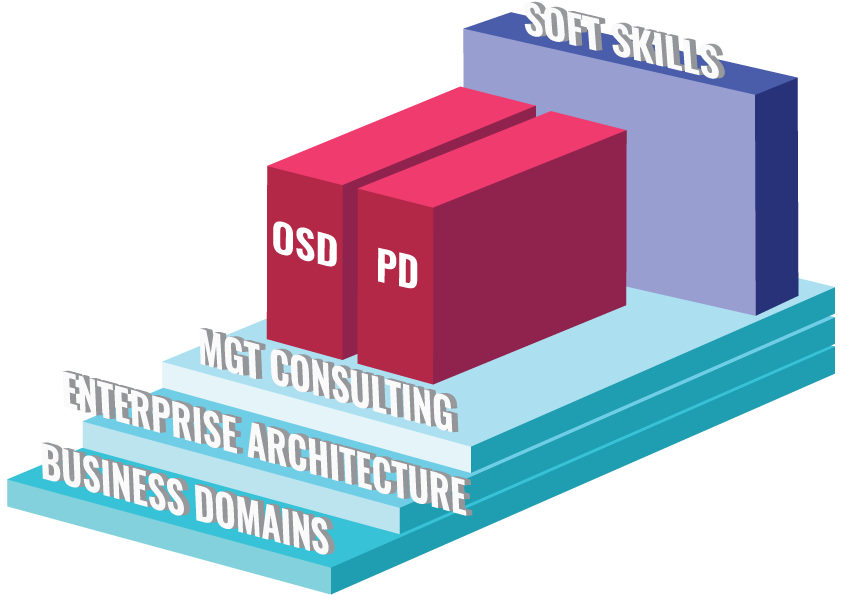 SOFT SKILLS
OSD
PD
MGT CONSULTING
ENTERPRISE ARCHITECTURE
BUSINESS DOMAINS